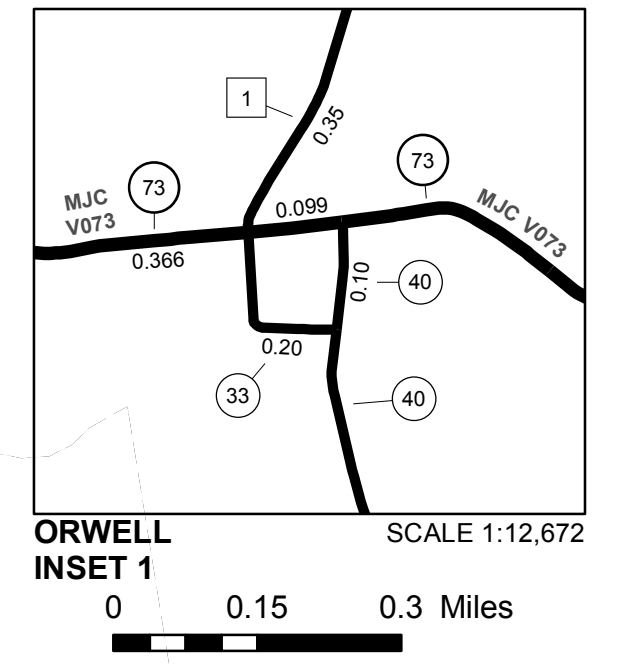 1
0.35
73
73
MJC
V073
MJC V073
0.099
0.366
0.10
40
0.20
33
40
ORWELL
INSET 1
SCALE 1:12,672
0 0.15 0.3 Miles